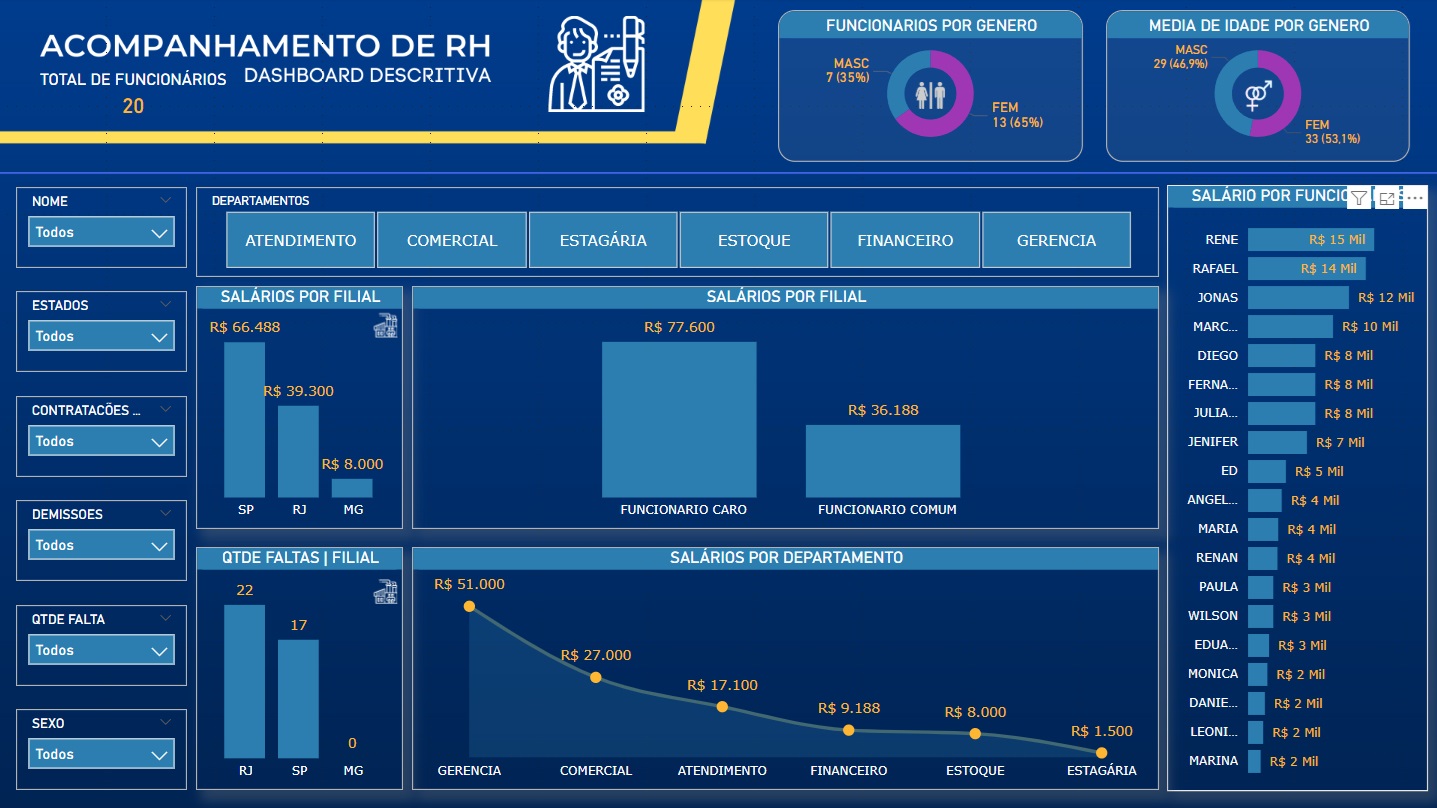 ACOMPANHAMENTO DE RH
TOTAL DE FUNCIONÁRIOS
DASHBOARD DESCRITIVA
20
FUNCIONARIOS POR GENERO
MASC
7 (35%)
FEM
13 (65%)
MEDIA DE IDADE POR GENERO
MASC
29 (46,9%)
FEM
33 (53,1%)
NOME
Todos
ESTADOS
Todos
CONTRATACÕES ...
Todos
DEMISSOES
Todos
QTDE FALTA
Todos
SEXO
Todos
DEPARTAMENTOS
ATENDIMENTO
COMERCIAL
ESTAGÁRIA
ESTOQUE
FINANCEIRO
GERENCIA
SALÁRIOS POR FILIAL
R$ 66.488
R$ 39.300
R$ 8.000
SP
RJ
MG
SALÁRIOS POR FILIAL
R$ 77.600
R$ 36.188
FUNCIONARIO CARO
FUNCIONARIO COMUM
QTDE FALTAS | FILIAL
22
17
0
RJ
SP
MG
SALÁRIOS POR DEPARTAMENTO
R$ 51.000
R$ 27.000
R$ 17.100
R$ 9.188
R$ 8.000
R$ 1.500
GERENCIA
COMERCIAL
ATENDIMENTO
FINANCEIRO
ESTOQUE
ESTAGÁRIA
SALÁRIO POR
RENE R$ 15 Mil
RAFAEL R$ 14 Mil
JONAS R$ 12 Mil
MARC... R$ 10 Mil
DIEGO R$ 8 Mil
FERNA... R$ 8 Mil
JULIA... R$ 8 Mil
JENIFER R$ 7 Mil
ED R$ 5 Mil
ANGEL... R$ 4 Mil
MARIA R$ 4 Mil
RENAN R$ 4 Mil
PAULA R$ 3 Mil
WILSON R$ 3 Mil
EDUA... R$ 3 Mil
MONICA R$ 2 Mil
DANIE... R$ 2 Mil
LEONI... R$ 2 Mil
MARINA R$ 2 Mil